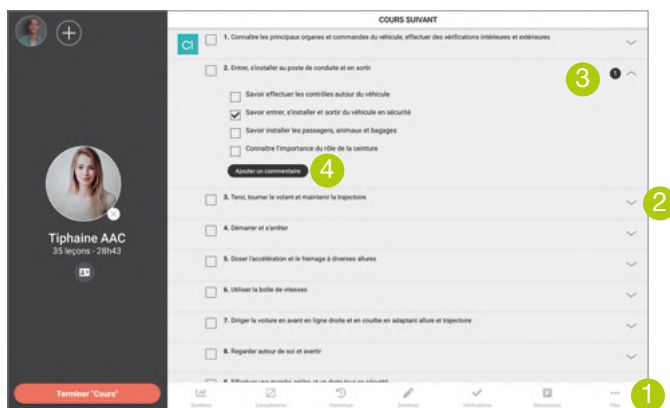 COURS SUIVANT
C1
1. Connaître les principaux organes et commandes du véhicule, effectuer des vérifications intérieures et extérieures
2. Entrer, s'installer au poste de conduite et en sortir
3
1
Savoir effectuer les contrôles autour du véhicule
Savoir entrer, s'installer et sortir du véhicule en sécurité
Savoir installer les passagers, animaux et bagages
Connaître l'importance du rôle de la ceinture
Ajouter un commentaire
4
3. Tenir, tourner le volant et maintenir la trajectoire
2
Tiphaine AAC
35 leçons - 28h43
4. Démarrer et s'arrêter
5. Doser l'accélération et le freinage à diverses allures
6. Utiliser la boîte de vitesses
7. Diriger la voiture en avant en ligne droite et en courbe en adaptant allure et trajectoire
8. Regarder autour de soi et avertir
Terminer "Cours"
Synthèse
Compétences
Historique
Schémas
Vérifications
Ressources
Plus
1